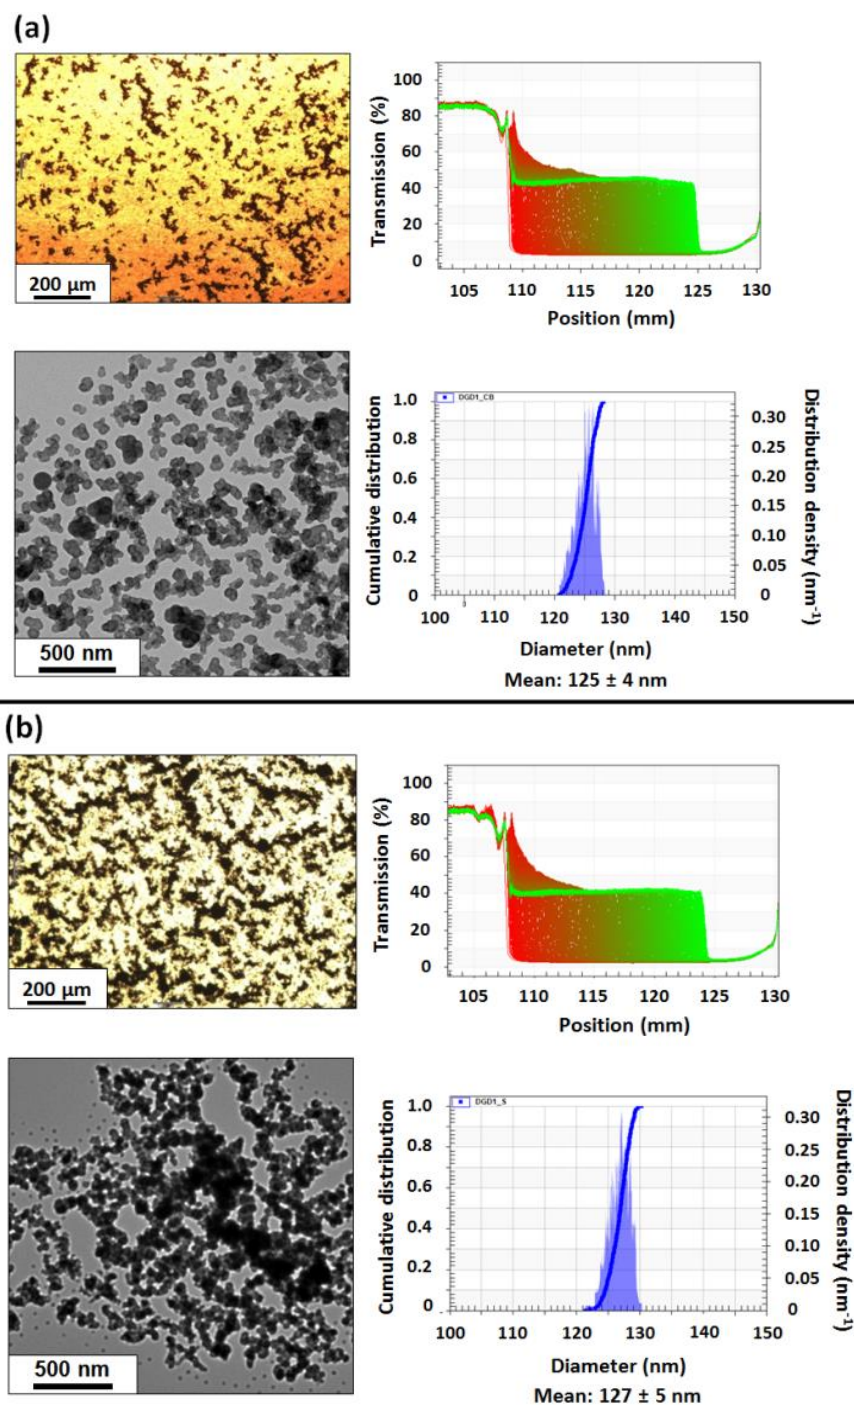 (a)
200 μm
Transmission (%)
100
80
60
40
20
0
105 110 115 120 125 130
Position (mm)
500 nm
Cumulative distribution
1.0
0.8
0.6
0.4
0.2
0
DGD1_CB
Distribution density (nm⁻¹)
0.30
0.25
0.20
0.15
0.10
0.05
0
100 110 120 130 140 150
Diameter (nm)
Mean: 125 ± 4 nm
(b)
200 μm
Transmission (%)
100
80
60
40
20
0
105 110 115 120 125 130
Position (mm)
500 nm
Cumulative distribution
1.0
0.8
0.6
0.4
0.2
0
DGD1_S
Distribution density (nm⁻¹)
0.30
0.25
0.20
0.15
0.10
0.05
0
100 110 120 130 140 150
Diameter (nm)
Mean: 127 ± 5 nm